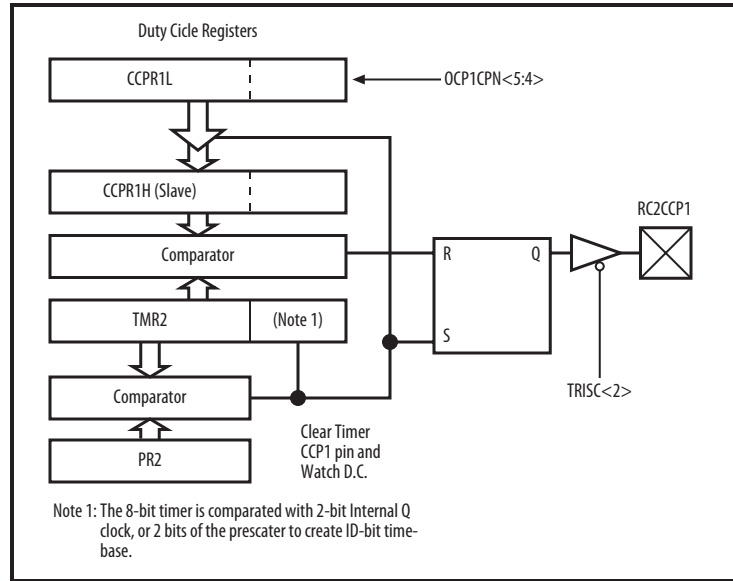 Duty Cicle Registers
CCPR1L
OCP1CPN<5:4>
CCPR1H (Slave)
RC2CCP1
Comparator
R
Q
TMR2
(Note 1)
S
Comparator
TRISC<2>
Clear Timer
CCP1 pin and
Watch D.C.
PR2
Note 1: The 8-bit timer is comparated with 2-bit Internal Q
clock, or 2 bits of the prescater to create ID-bit time-
base.